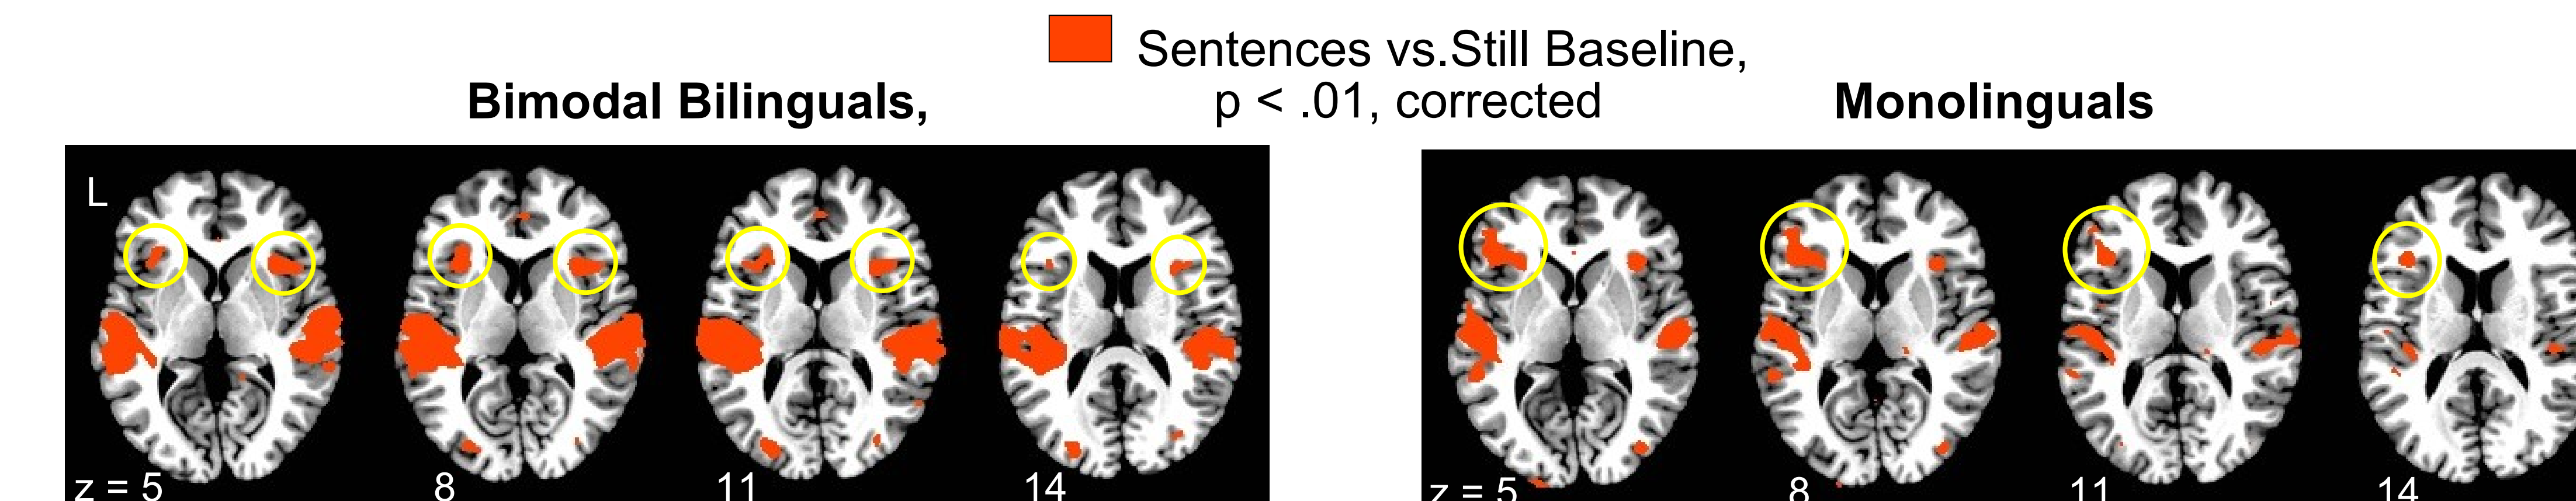 Sentences vs.Still Baseline,
p < .01, corrected
Bimodal Bilinguals,
Monolinguals
L
z = 5 8 11 14
z = 5 8 11 14